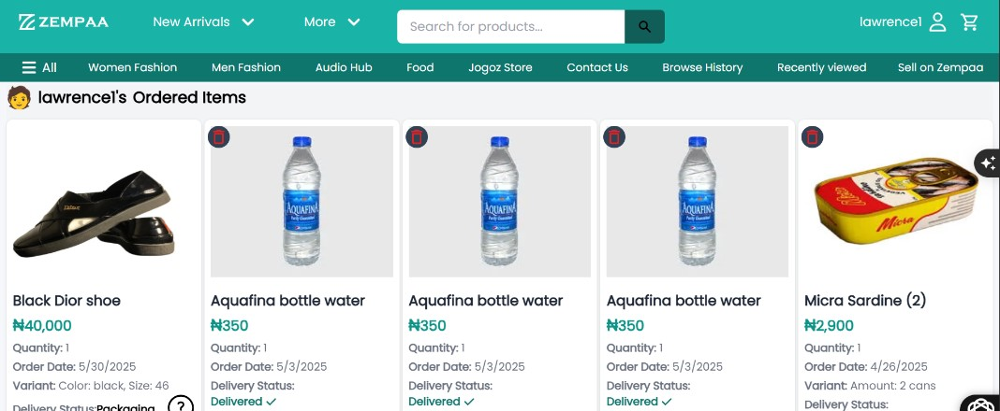 ZEMPAA
New Arrivals
More
Search for products...
lawrence1
All
Women Fashion
Men Fashion
Audio Hub
Food
Jogoz Store
Contact Us
Browse History
Recently viewed
Sell on Zempaa
lawrence1's Ordered Items
AQUAFINA
AQUAFINA
AQUAFINA
Micra
Black Dior shoe
₦40,000
Quantity: 1
Order Date: 5/30/2025
Variant: Color: black, Size: 46
Delivery Status:Packaging
?
Aquafina bottle water
₦350
Quantity: 1
Order Date: 5/3/2025
Delivery Status:
Delivered
Aquafina bottle water
₦350
Quantity: 1
Order Date: 5/3/2025
Delivery Status:
Delivered
Aquafina bottle water
₦350
Quantity: 1
Order Date: 5/3/2025
Delivery Status:
Delivered
Micra Sardine (2)
₦2,900
Quantity: 1
Order Date: 4/26/2025
Variant: Amount: 2 cans
Delivery Status: